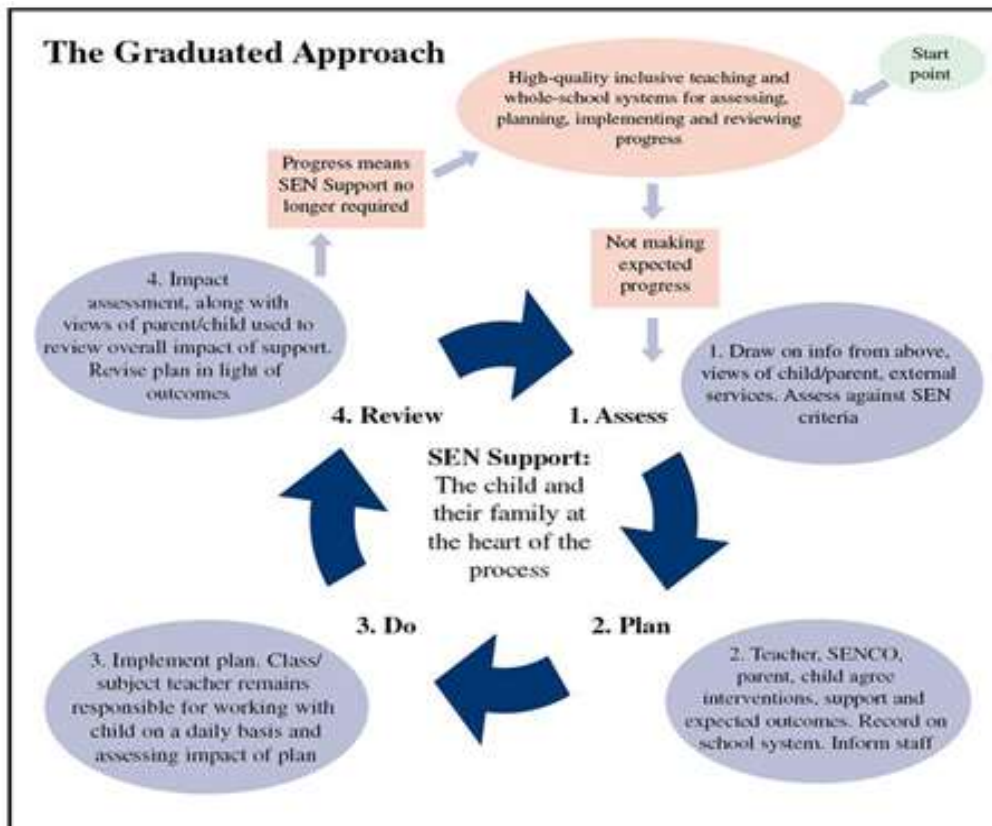 The Graduated Approach
Start
point
High-quality inclusive teaching and
whole-school systems for assessing,
planning, implementing and reviewing
progress
Progress means
SEN Support no
longer required
Not making
expected
progress
4. Impact
assessment, along with
views of parent/child used to
review overall impact of support.
Revise plan in light of
outcomes
1. Draw on info from above,
views of child/parent, external
services. Assess against SEN
criteria
4. Review
1. Assess
SEN Support:
The child and
their family at
the heart of the
process
3. Do
2. Plan
3. Implement plan. Class/
subject teacher remains
responsible for working with
child on a daily basis and
assessing impact of plan
2. Teacher, SENCO,
parent, child agree
interventions, support and
expected outcomes. Record on
school system. Inform staff